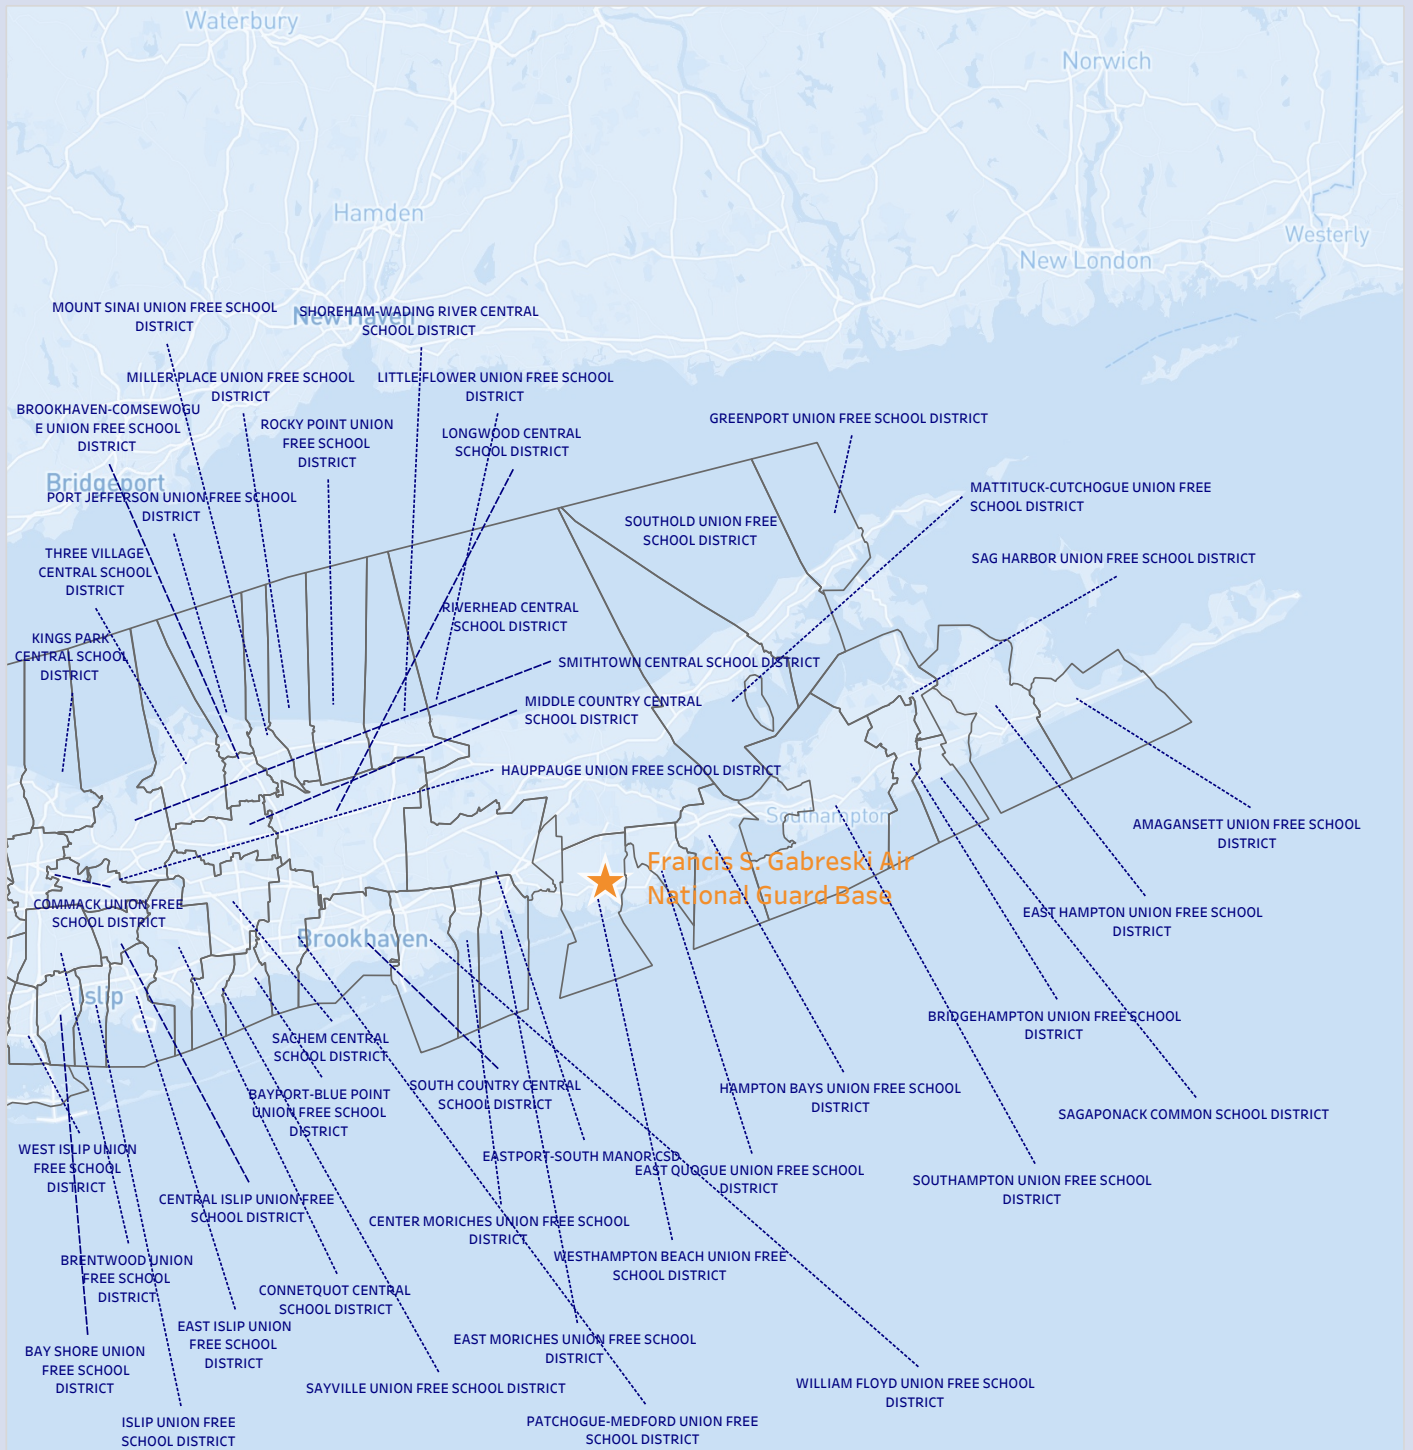 Waterbury
Norwich
Hamden
Westerly
New London
MOUNT SINAI UNION FREE SCHOOL
DISTRICT
New Haven
SHOREHAM-WADING RIVER CENTRAL
SCHOOL DISTRICT
MILLER PLACE UNION FREE SCHOOL
DISTRICT
LITTLE FLOWER UNION FREE SCHOOL
DISTRICT
BROOKHAVEN-COMSEWOGU
E UNION FREE SCHOOL
DISTRICT
ROCKY POINT UNION
FREE SCHOOL
DISTRICT
LONGWOOD CENTRAL
SCHOOL DISTRICT
GREENPORT UNION FREE SCHOOL DISTRICT
Bridgeport
PORT JEFFERSON UNION FREE SCHOOL
DISTRICT
MATTITUCK-CUTCHOGUE UNION FREE
SCHOOL DISTRICT
SOUTHOLD UNION FREE
SCHOOL DISTRICT
THREE VILLAGE
CENTRAL SCHOOL
DISTRICT
SAG HARBOR UNION FREE SCHOOL DISTRICT
RIVERHEAD CENTRAL
SCHOOL DISTRICT
KINGS PARK
CENTRAL SCHOOL
DISTRICT
SMITHTOWN CENTRAL SCHOOL DISTRICT
MIDDLE COUNTRY CENTRAL
SCHOOL DISTRICT
HAUPPAUGE UNION FREE SCHOOL DISTRICT
Southampton
AMAGANSETT UNION FREE SCHOOL
DISTRICT
Francis S. Gabreski Air
National Guard Base
COMMACK UNION FREE
SCHOOL DISTRICT
EAST HAMPTON UNION FREE SCHOOL
DISTRICT
Brookhaven
Islip
BRIDGEHAMPTON UNION FREE SCHOOL
DISTRICT
SACHEM CENTRAL
SCHOOL DISTRICT
SOUTH COUNTRY CENTRAL
SCHOOL DISTRICT
HAMPTON BAYS UNION FREE SCHOOL
DISTRICT
BAYPORT-BLUE POINT
UNION FREE SCHOOL
DISTRICT
SAGAPONACK COMMON SCHOOL DISTRICT
WEST ISLIP UNION
FREE SCHOOL
DISTRICT
EASTPORT-SOUTH MANOR CSD
EAST QUOGUE UNION FREE SCHOOL
DISTRICT
SOUTHAMPTON UNION FREE SCHOOL
DISTRICT
CENTRAL ISLIP UNION FREE
SCHOOL DISTRICT
CENTER MORICHES UNION FREE SCHOOL
DISTRICT
WESTHAMPTON BEACH UNION FREE
SCHOOL DISTRICT
BRENTWOOD UNION
FREE SCHOOL
DISTRICT
CONNETQUOT CENTRAL
SCHOOL DISTRICT
EAST ISLIP UNION
FREE SCHOOL
DISTRICT
EAST MORICHES UNION FREE SCHOOL
DISTRICT
BAY SHORE UNION
FREE SCHOOL
DISTRICT
SAYVILLE UNION FREE SCHOOL DISTRICT
WILLIAM FLOYD UNION FREE SCHOOL
DISTRICT
ISLIP UNION FREE
SCHOOL DISTRICT
PATCHOGUE-MEDFORD UNION FREE
SCHOOL DISTRICT